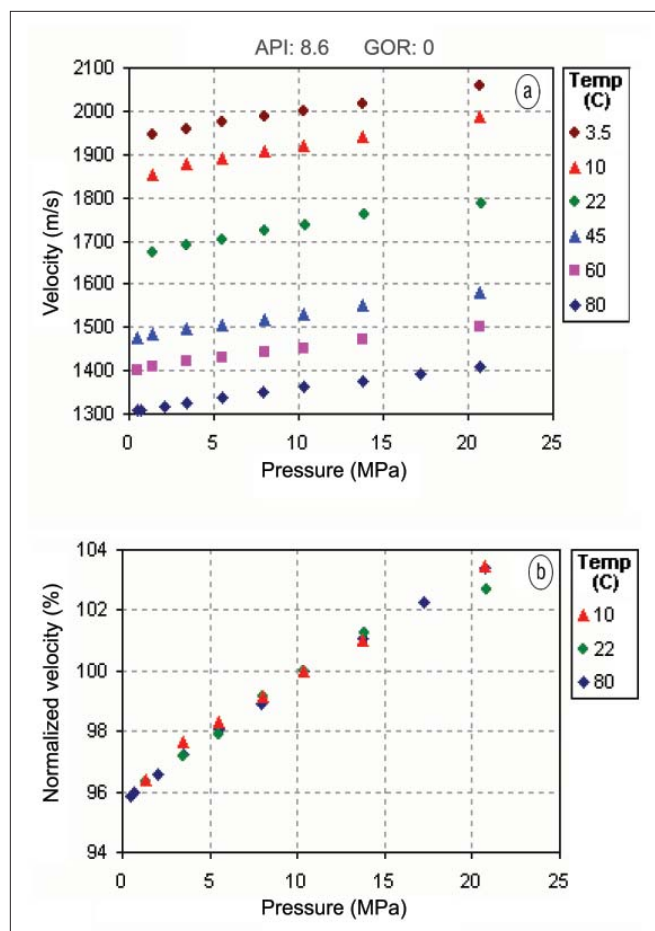 API: 8.6 GOR: 0
2100
2000
1900
1800
1700
1600
1500
1400
1300
Velocity (m/s)
0 5 10 15 20 25
Pressure (MPa)
a
Temp
(C)
3.5
10
22
45
60
80
104
102
100
98
96
94
Normalized velocity (%)
0 5 10 15 20 25
Pressure (MPa)
b
Temp
(C)
10
22
80